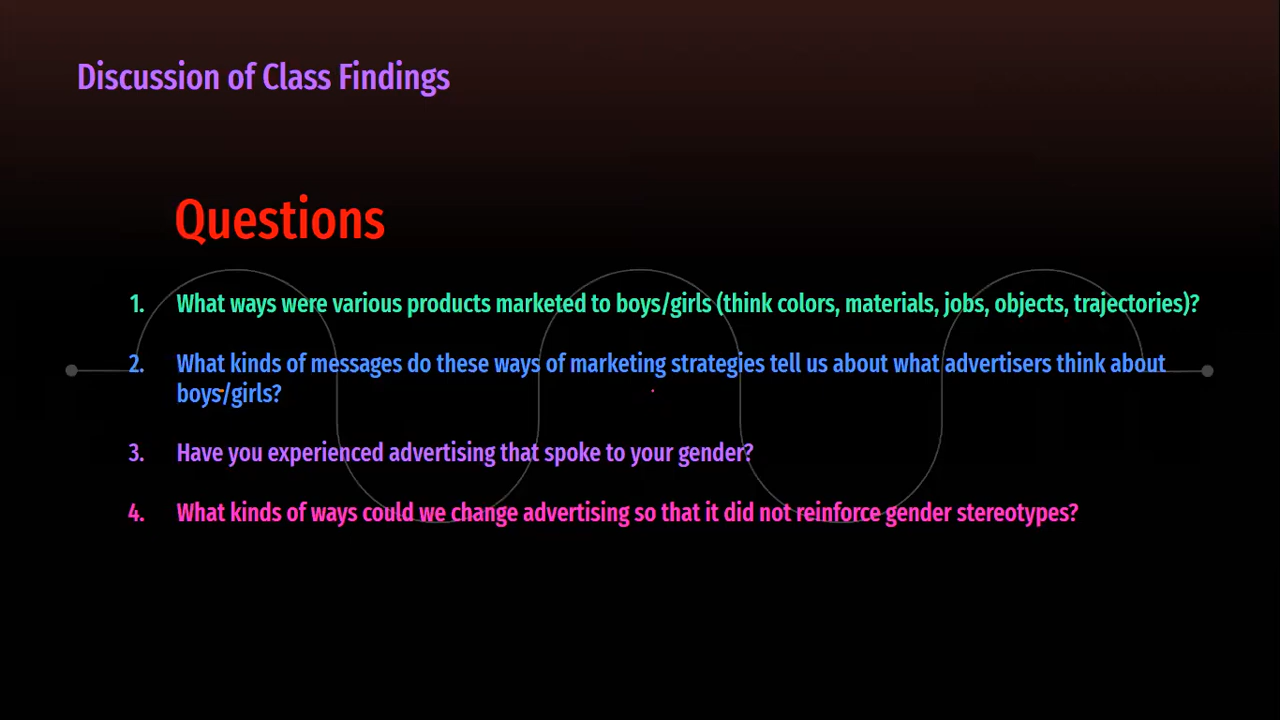 Discussion of Class Findings
Questions
1. What ways were various products marketed to boys/girls (think colors, materials, jobs, objects, trajectories)?
2. What kinds of messages do these ways of marketing strategies tell us about what advertisers think about
boys/girls?
3. Have you experienced advertising that spoke to your gender?
4. What kinds of ways could we change advertising so that it did not reinforce gender stereotypes?